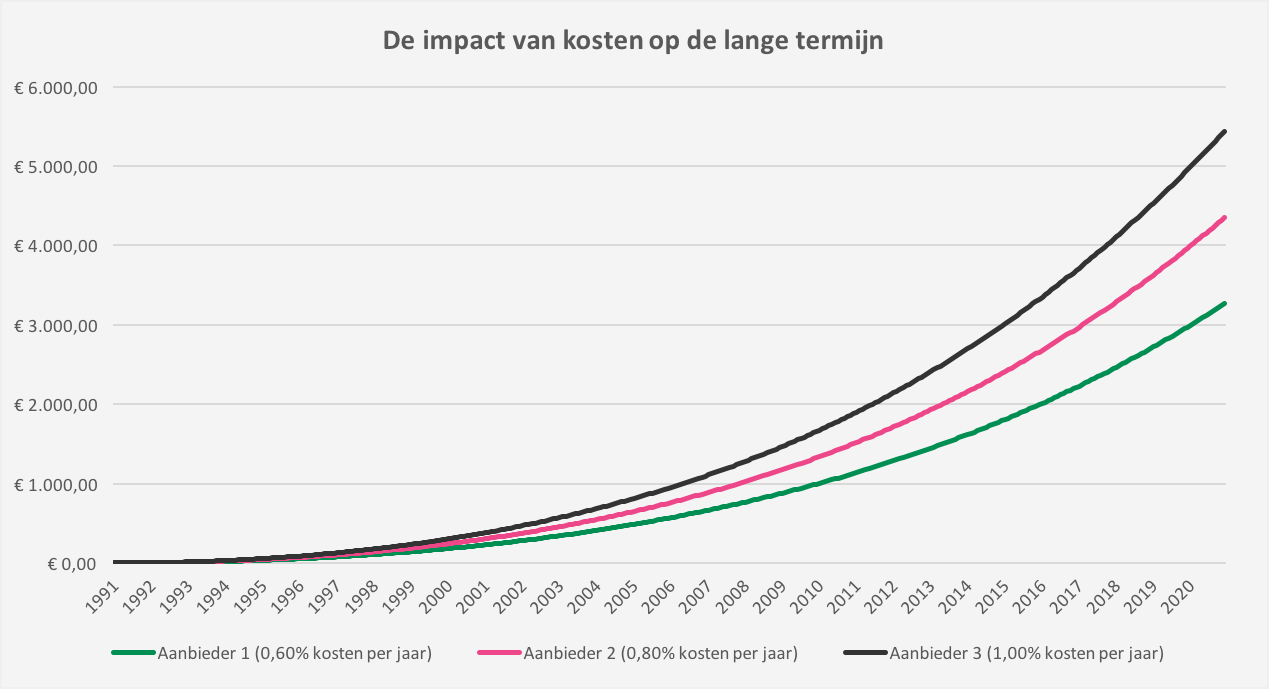 De impact van kosten op de lange termijn
€ 6.000,00
€ 5.000,00
€ 4.000,00
€ 3.000,00
€ 2.000,00
€ 1.000,00
€ 0,00
1991 1992 1993 1994 1995 1996 1997 1998 1999 2000 2001 2002 2003 2004 2005 2006 2007 2008 2009 2010 2011 2012 2013 2014 2015 2016 2017 2018 2019 2020
Aanbieder 1 (0,60% kosten per jaar) Aanbieder 2 (0,80% kosten per jaar) Aanbieder 3 (1,00% kosten per jaar)